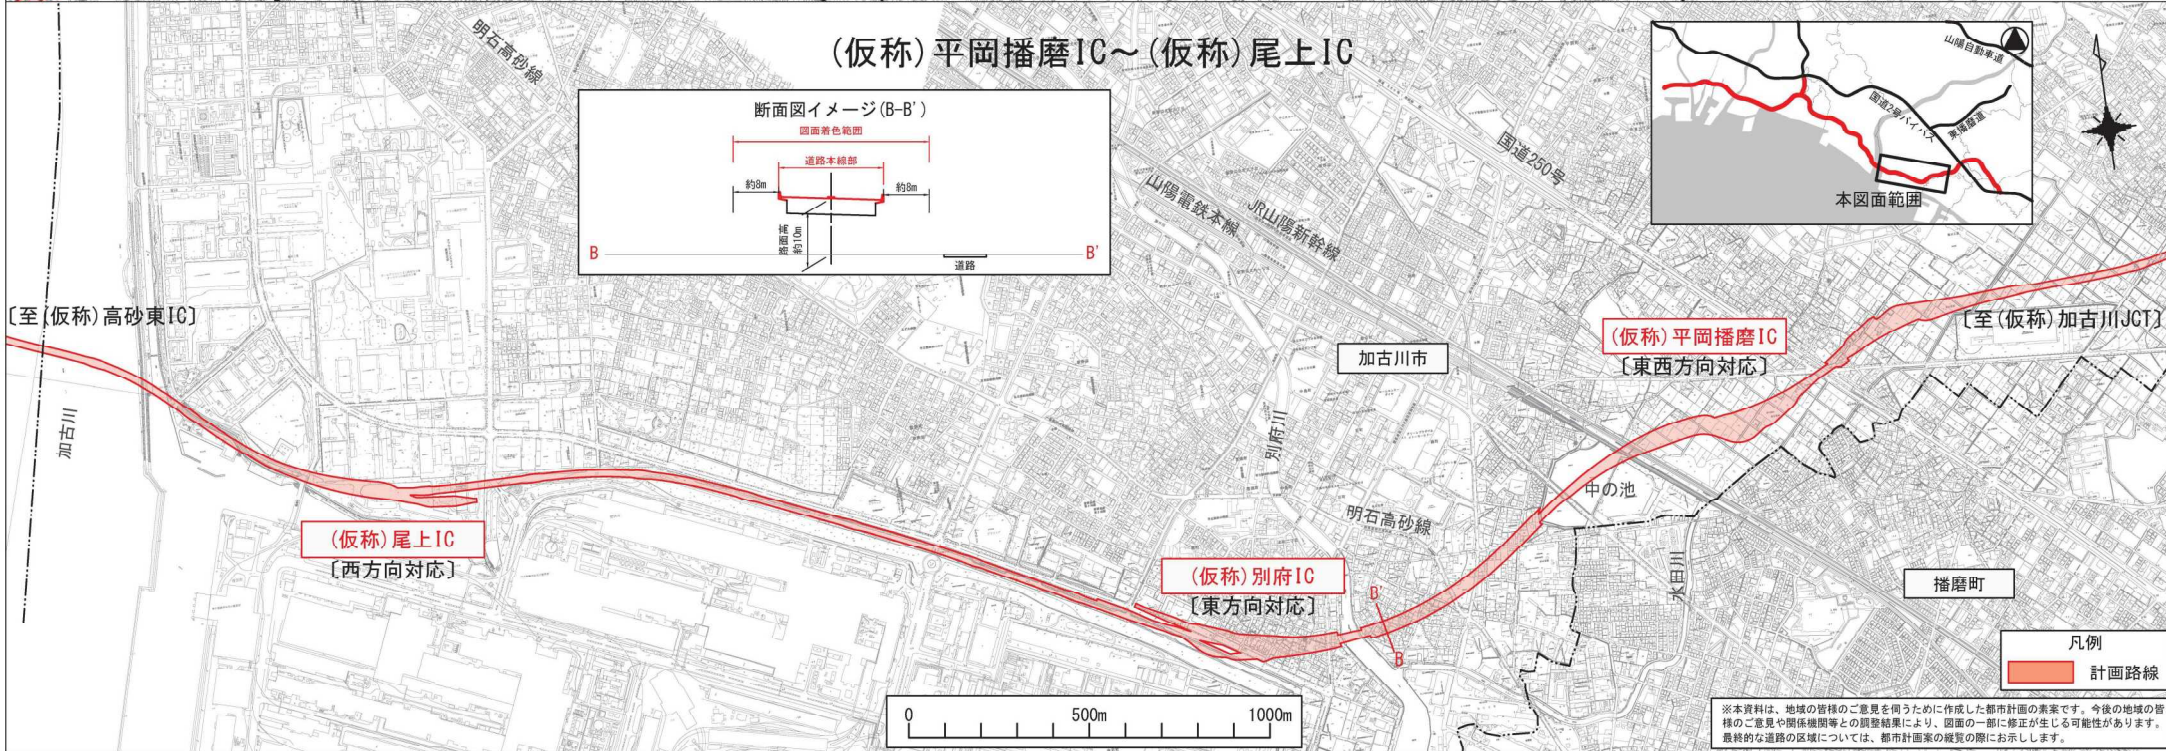 (仮称)平岡播磨IC～(仮称)尾上IC
明石高砂線
断面図イメージ(B-B')
図面着色範囲
道路本線部
約8m
約8m
路面高
約10m
B
B'
道路
国道250号
山陽電鉄本線
JR山陽新幹線
山陽自動車道
国道2号バイパス
東播磨道
本図面範囲
〔至(仮称)高砂東IC〕
〔至(仮称)加古川JCT〕
(仮称)平岡播磨IC
〔東西方向対応〕
加古川市
加古川
別府川
中の池
明石高砂線
(仮称)尾上IC
〔西方向対応〕
(仮称)別府IC
〔東方向対応〕
B'
B
水田川
播磨町
凡例
計画路線
0
500m
1000m
※本資料は、地域の皆様のご意見を伺うために作成した都市計画の素案です。今後の地域の皆
様のご意見や関係機関等との調整結果により、図面の一部に修正が生じる可能性があります。
最終的な道路の区域については、都市計画案の縦覧の際にお示しします。